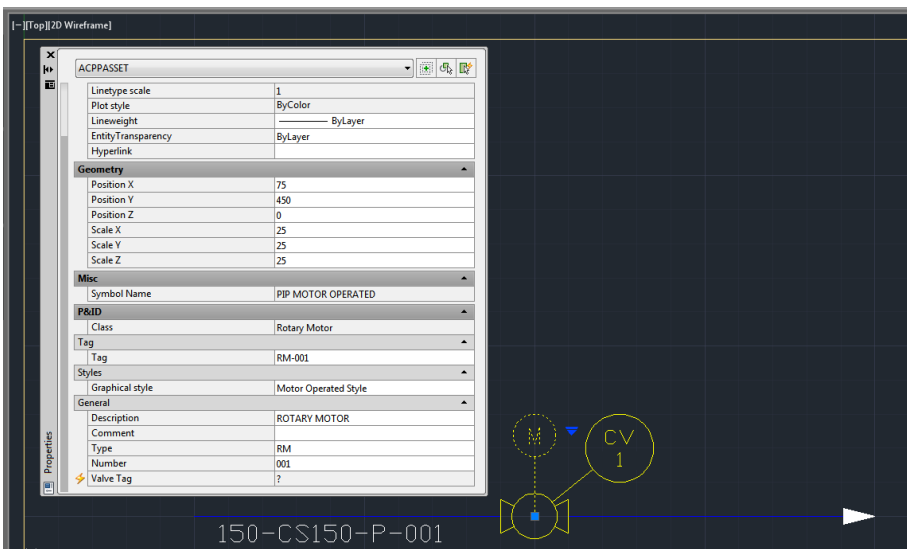 [−][Top][2D Wireframe]
ACPPASSET
Linetype scale 1
Plot style ByColor
Lineweight ByLayer
EntityTransparency ByLayer
Hyperlink
Geometry
Position X 75
Position Y 450
Position Z 0
Scale X 25
Scale Y 25
Scale Z 25
Misc
Symbol Name PIP MOTOR OPERATED
P&ID
Class Rotary Motor
Tag
Tag RM-001
Styles
Graphical style Motor Operated Style
General
Description ROTARY MOTOR
Comment
Type RM
Number 001
Valve Tag ?
Properties
M
CV
1
150-CS150-P-001